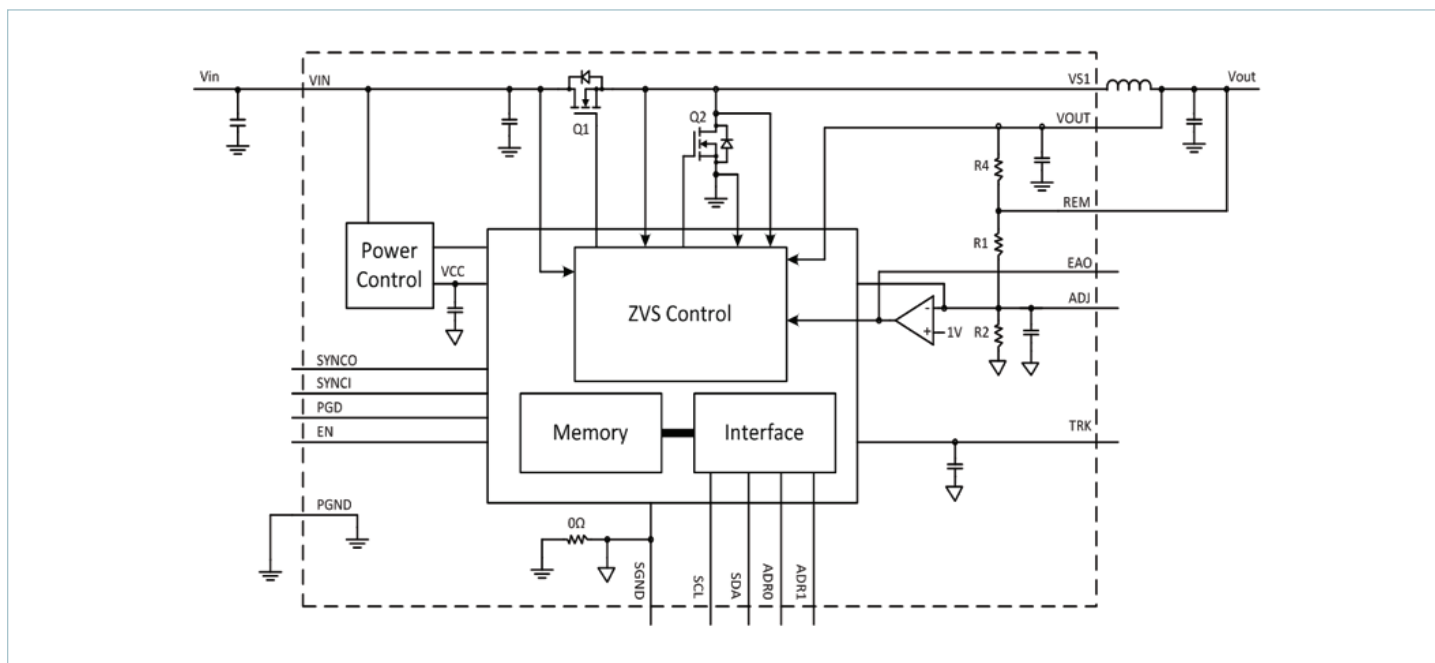 Vin
VIN
VS1
Vout
Q1
Q2
VOUT
R4
REM
Power
Control
R1
VCC
EAO
ADJ
ZVS Control
-
+
1V
R2
SYNCO
SYNCI
PGD
EN
Memory
Interface
TRK
PGND
0Ω
SGND
SCL
SDA
ADR0
ADR1